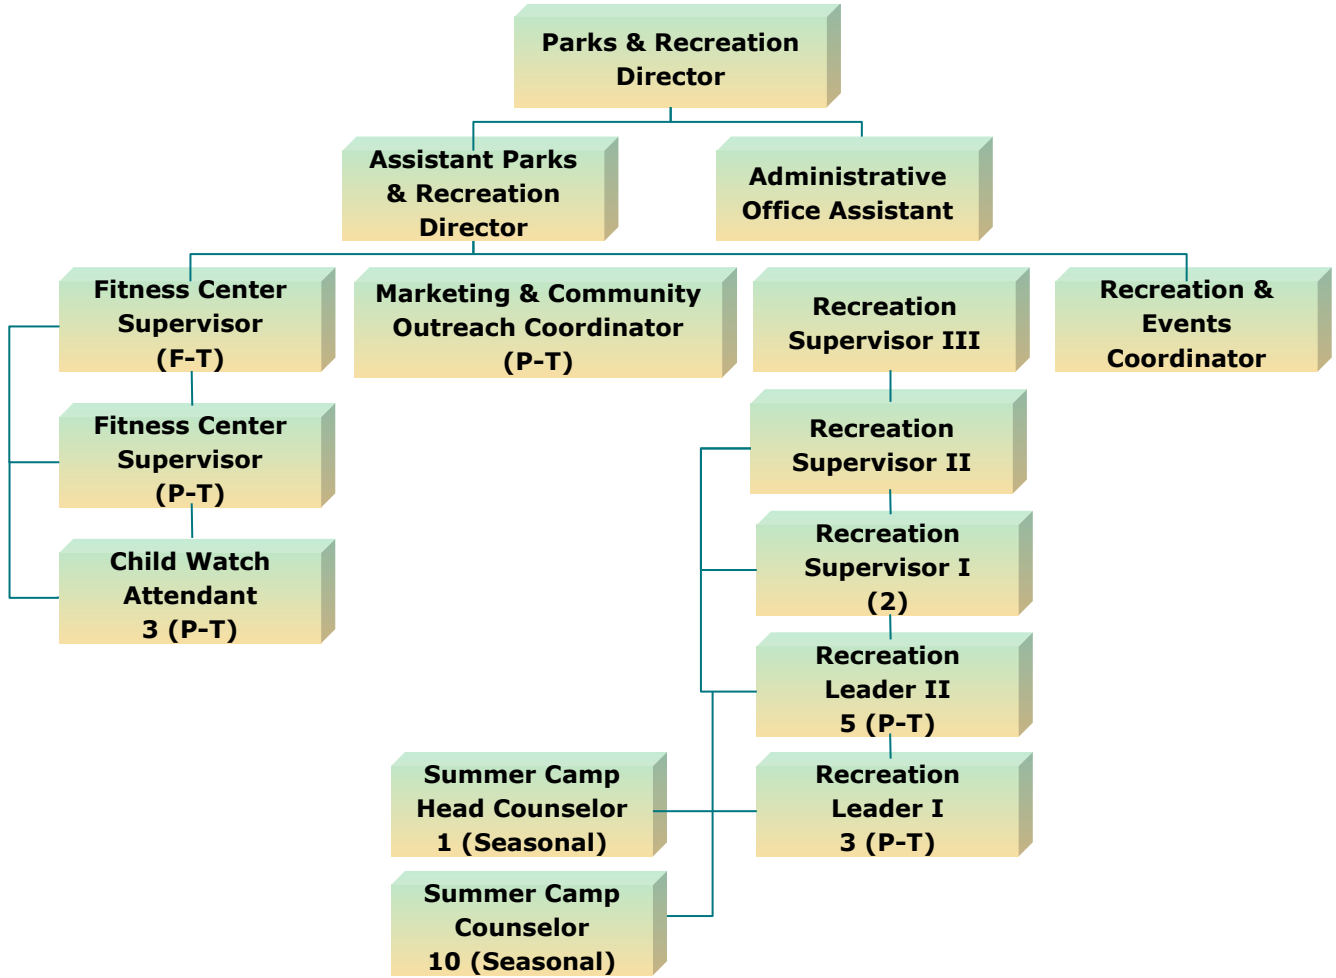 Parks & Recreation
Director
Assistant Parks
& Recreation
Director
Administrative
Office Assistant
Fitness Center
Supervisor
(F-T)
Marketing & Community
Outreach Coordinator
(P-T)
Recreation
Supervisor III
Recreation &
Events
Coordinator
Fitness Center
Supervisor
(P-T)
Recreation
Supervisor II
Child Watch
Attendant
3 (P-T)
Recreation
Supervisor I
(2)
Recreation
Leader II
5 (P-T)
Summer Camp
Head Counselor
1 (Seasonal)
Recreation
Leader I
3 (P-T)
Summer Camp
Counselor
10 (Seasonal)